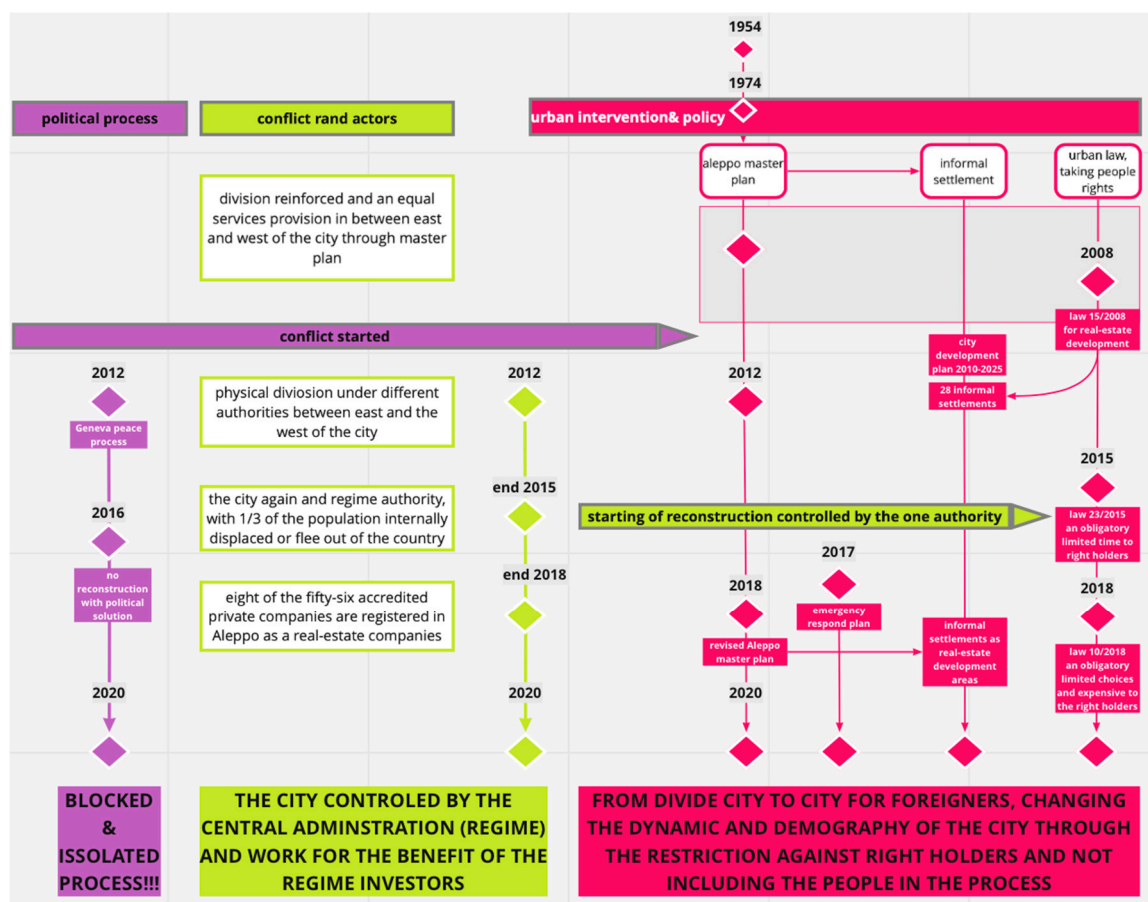 1954
1974
political process
conflict rand actors
urban intervention& policy
aleppo master
plan
informal
settlement
urban law,
taking people
rights
division reinforced and an equal
services provision in between east
and west of the city through master
plan
2008
law 15/2008
for real-estate
development
conflict started
city
development
plan 2010-2025
28 informal
settlements
2012
Geneva peace
process
physical diviosion under different
authorities between east and the
west of the city
2012
2012
2015
end 2015
the city again and regime authority,
with 1/3 of the population internally
displaced or flee out of the country
starting of reconstruction controlled by the one authority
law 23/2015
an obligatory
limited time to
right holders
2016
no
reconstruction
with political
solution
end 2018
eight of the fifty-six accredited
private companies are registered in
Aleppo as a real-estate companies
2018
revised Aleppo
master plan
2017
emergency
respond plan
informal
settlements as
real-estate
development
areas
2018
law 10/2018
an obligatory
limited choices
and expensive to
the right holders
2020
2020
2020
BLOCKED
&
ISSOLATED
PROCESS!!!
THE CITY CONTROLED BY THE
CENTRAL ADMINSTRATION (REGIME)
AND WORK FOR THE BENEFIT OF THE
REGIME INVESTORS
FROM DIVIDE CITY TO CITY FOR FOREIGNERS, CHANGING
THE DYNAMIC AND DEMOGRAPHY OF THE CITY THROUGH
THE RESTRICTION AGAINST RIGHT HOLDERS AND NOT
INCLUDING THE PEOPLE IN THE PROCESS